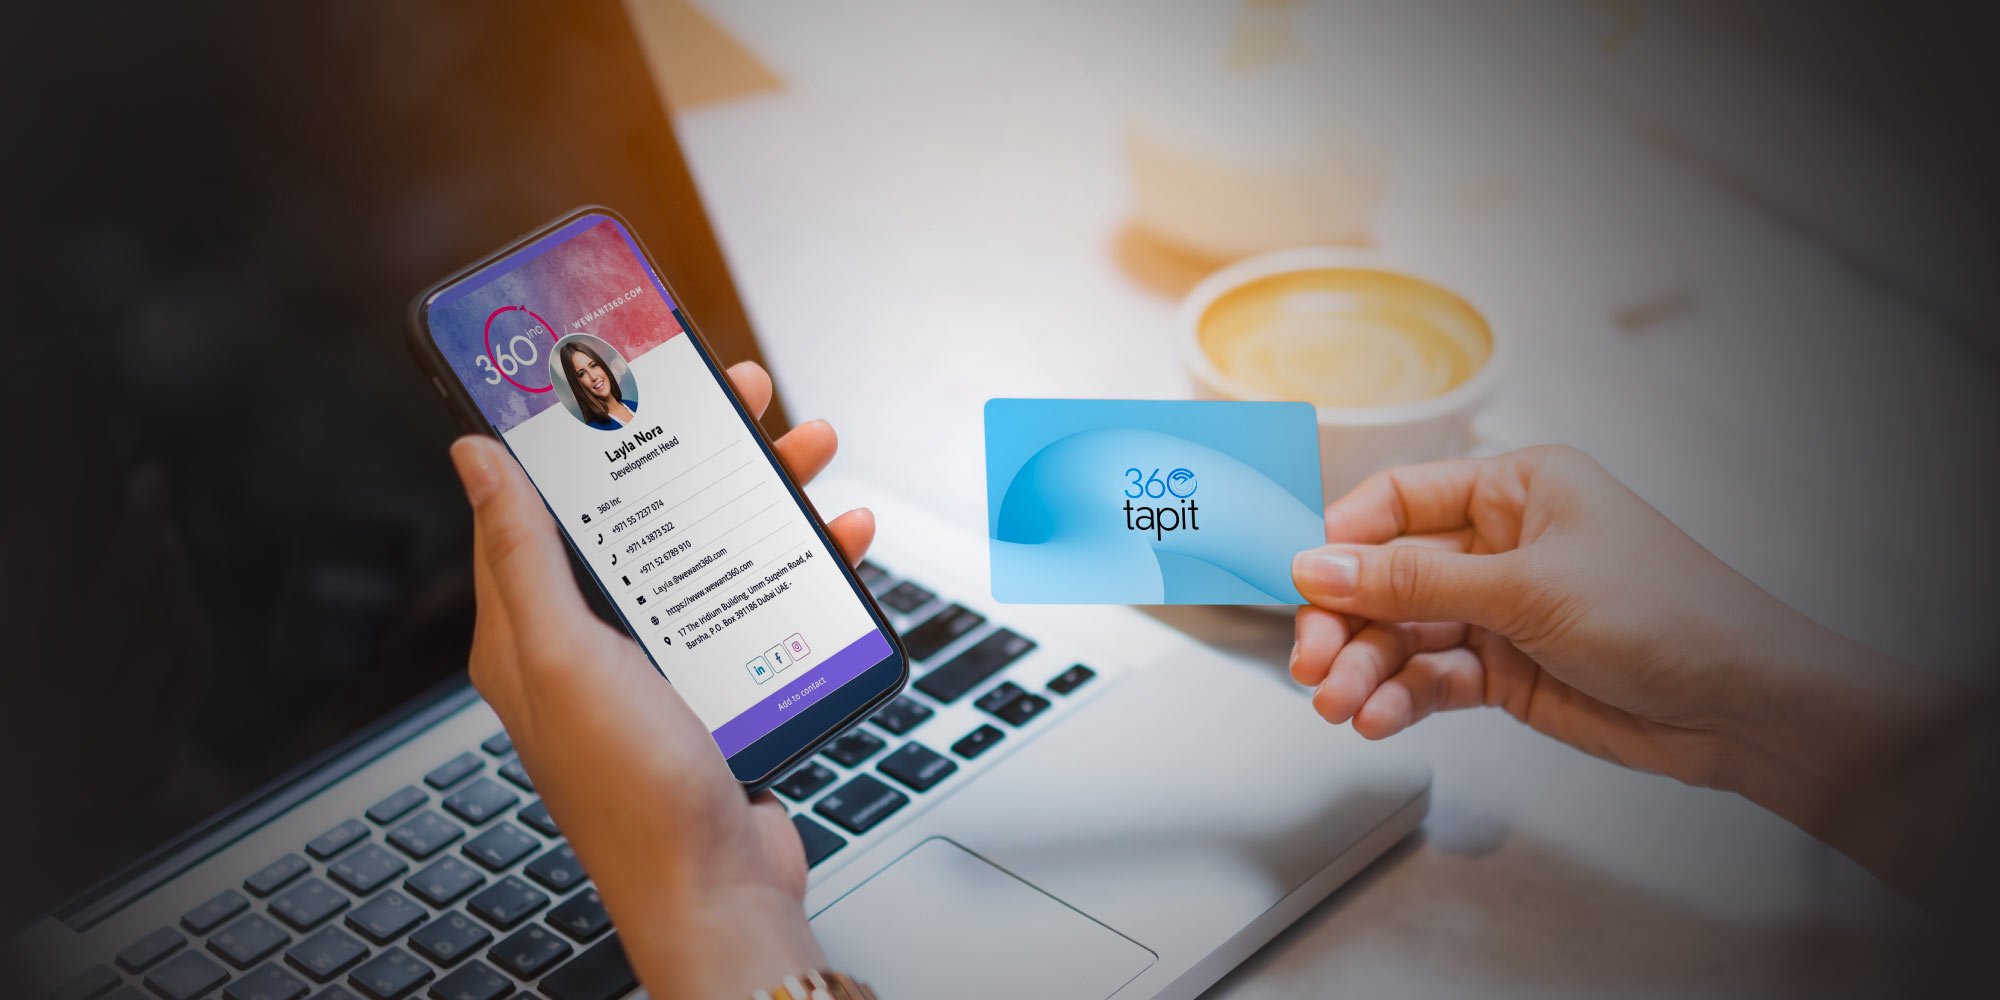 360 inc
/ WEWANT360.COM
Layla Nora
Development Head
360 Inc
+971 55 7237 074
+971 4 3873 522
+971 52 6789 910
Layla @wewant360.com
https://www.wewant360.com
17 The Iridium Building, Umm Suqeim Road, Al
Barsha, P.O. Box 391186 Dubai UAE -
in f
Add to contact
360
tapit
command